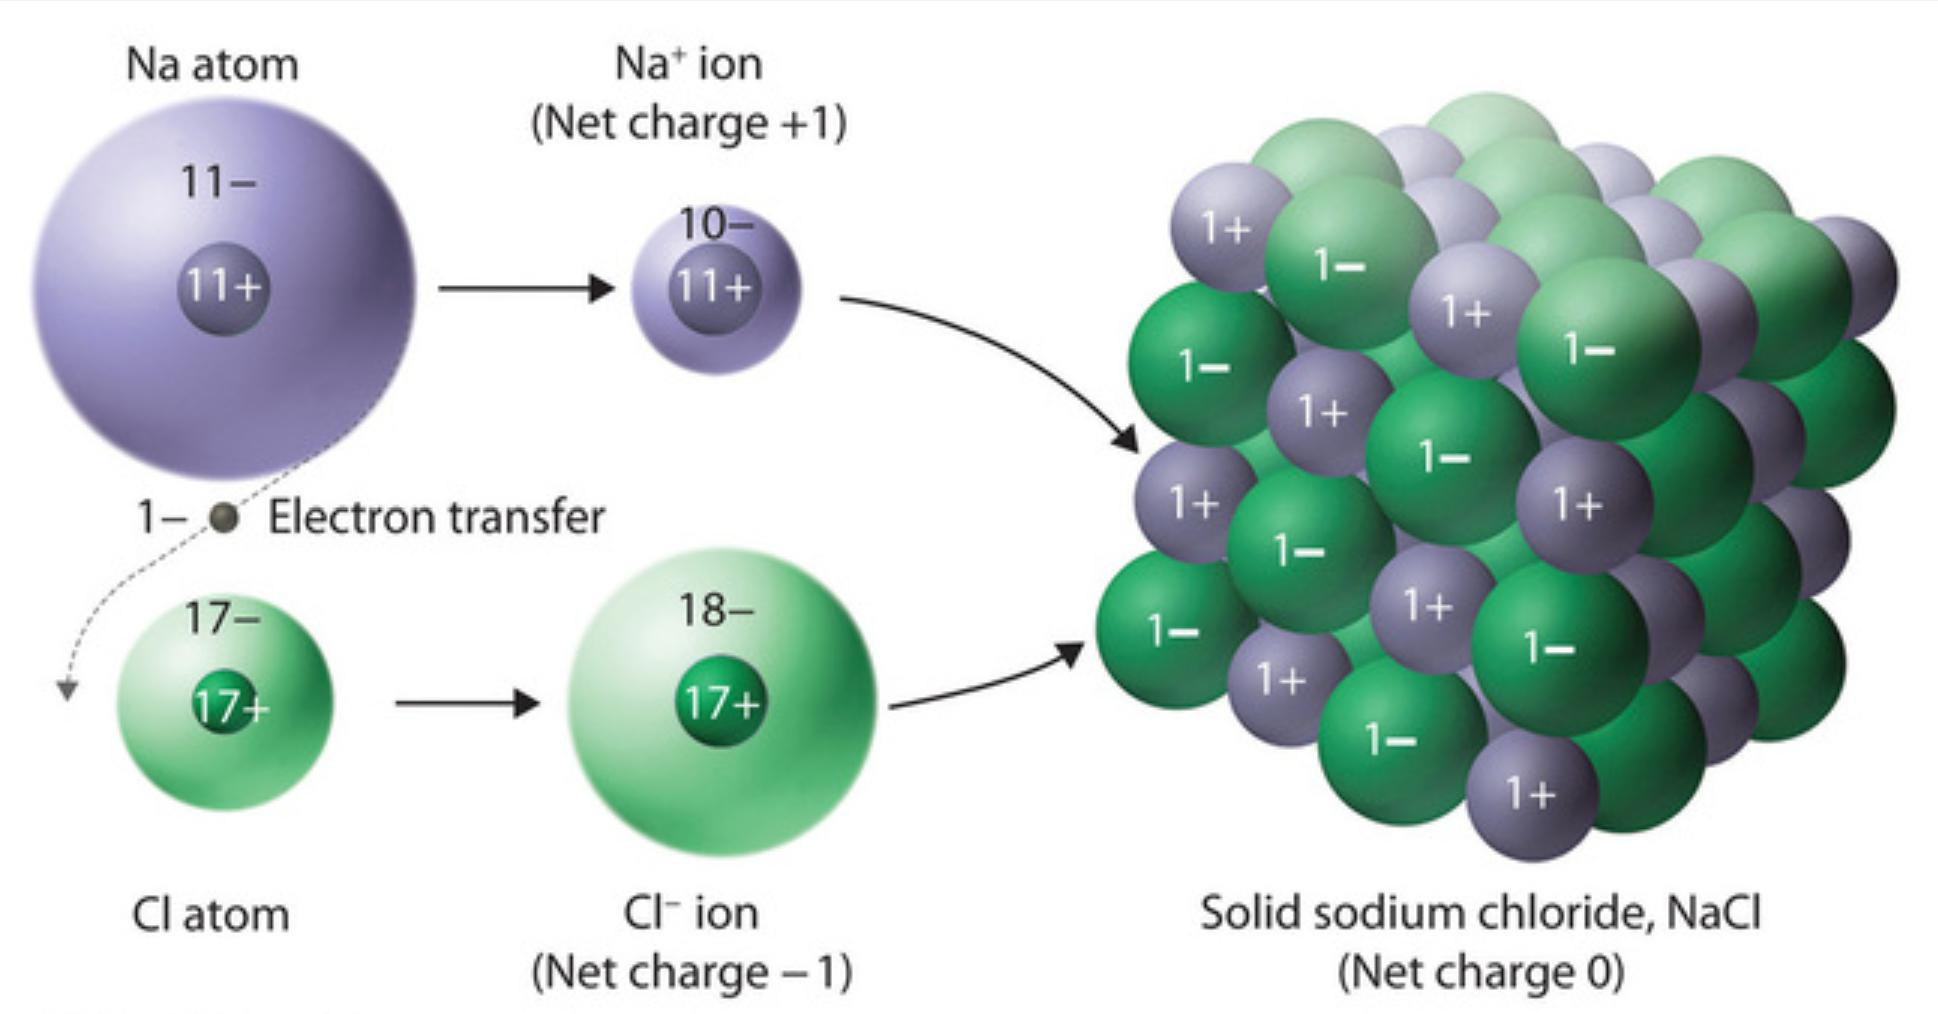 Na atom
11−
11+
Na⁺ ion
(Net charge +1)
10−
11+
1− Electron transfer
17−
17+
Cl atom
18−
17+
Cl⁻ ion
(Net charge − 1)
1+
1−
1+
1−
1−
1+
1−
1+
1+
1−
1+
1−
1−
1+
1−
1+
Solid sodium chloride, NaCl
(Net charge 0)